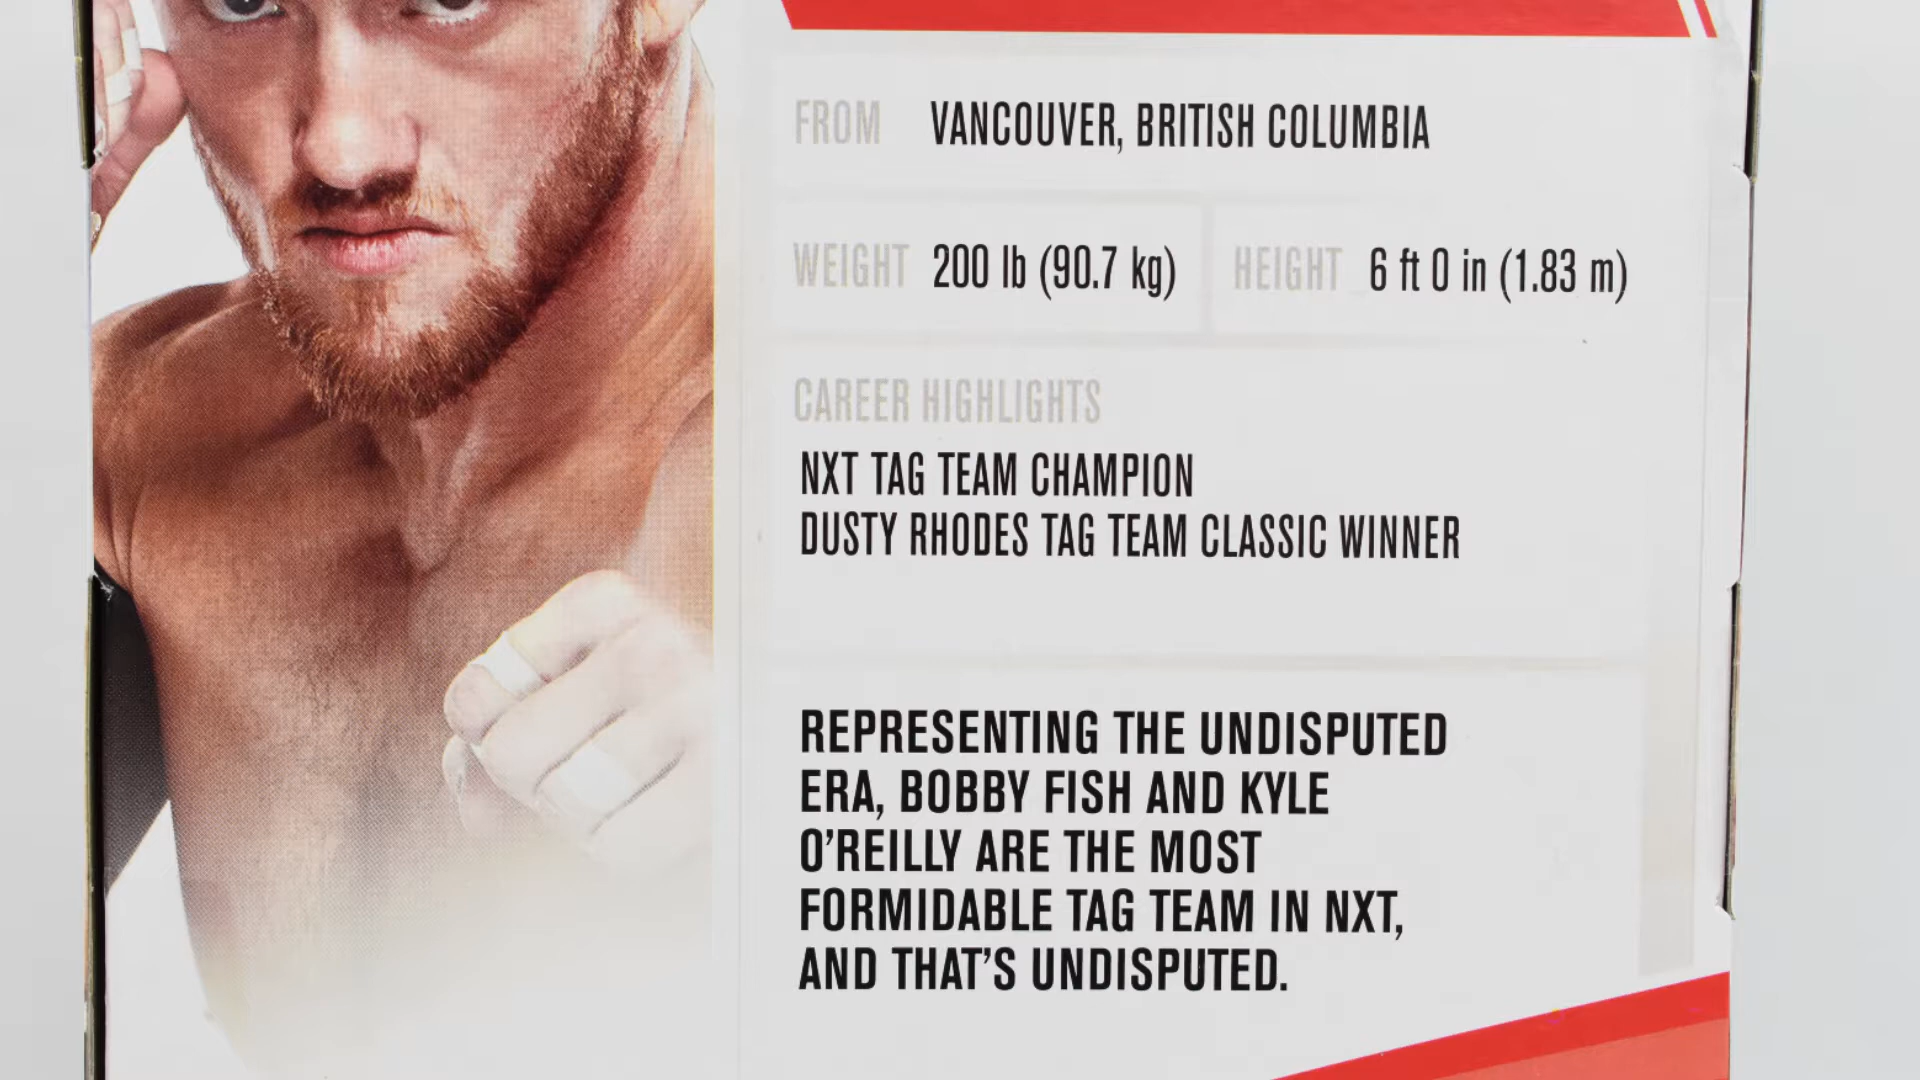 FROM VANCOUVER, BRITISH COLUMBIA
WEIGHT 200 lb (90.7 kg) HEIGHT 6 ft 0 in (1.83 m)
CAREER HIGHLIGHTS
NXT TAG TEAM CHAMPION
DUSTY RHODES TAG TEAM CLASSIC WINNER
REPRESENTING THE UNDISPUTED
ERA, BOBBY FISH AND KYLE
O'REILLY ARE THE MOST
FORMIDABLE TAG TEAM IN NXT,
AND THAT'S UNDISPUTED.